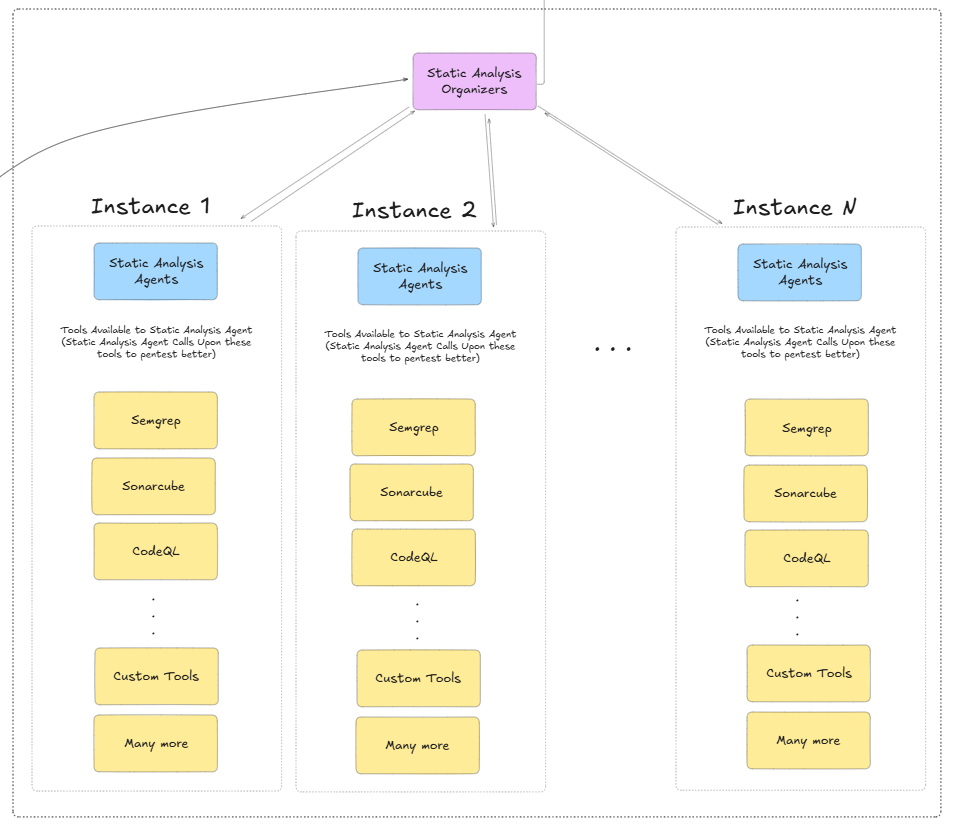 Static Analysis
Organizers
Instance 1
Static Analysis
Agents
Tools Available to Static Analysis Agent
(Static Analysis Agent Calls Upon these
tools to pentest better)
Semgrep
Sonarcube
CodeQL
Custom Tools
Many more
Instance 2
Static Analysis
Agents
Tools Available to Static Analysis Agent
(Static Analysis Agent Calls Upon these
tools to pentest better)
Semgrep
Sonarcube
CodeQL
Custom Tools
Many more
. . .
Instance N
Static Analysis
Agents
Tools Available to Static Analysis Agent
(Static Analysis Agent Calls Upon these
tools to pentest better)
Semgrep
Sonarcube
CodeQL
Custom Tools
Many more